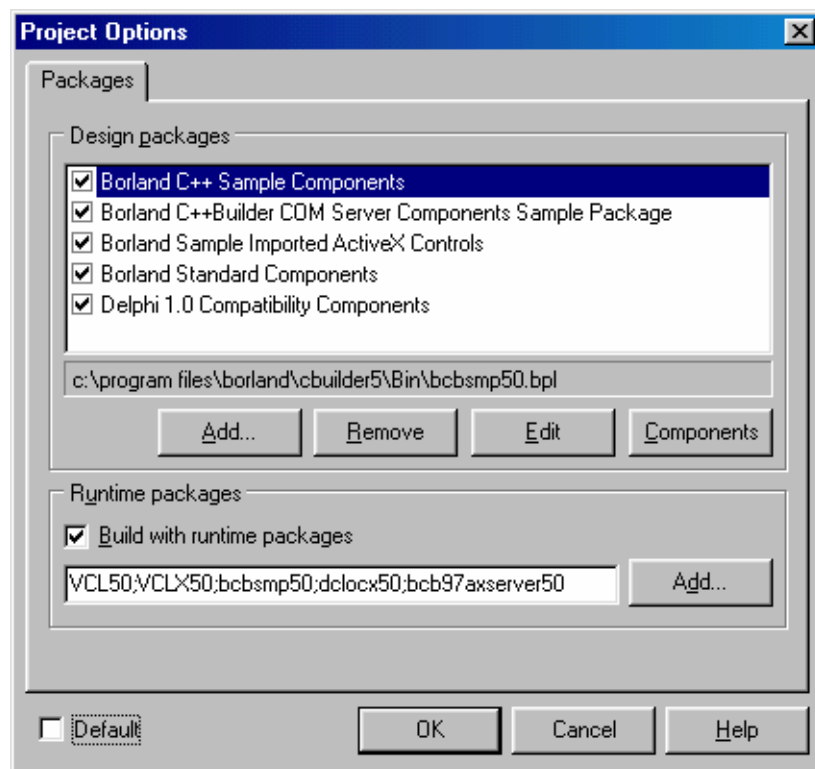 Project Options
Packages
Design packages
Borland C++ Sample Components
Borland C++Builder COM Server Components Sample Package
Borland Sample Imported ActiveX Controls
Borland Standard Components
Delphi 1.0 Compatibility Components
c:\program files\borland\cbuilder5\Bin\bcbsmp50.bpl
Add... Remove Edit Components
Runtime packages
Build with runtime packages
VCL50;VCLX50;bcbsmp50;dclocx50;bcb97axserver50 Add...
Default OK Cancel Help